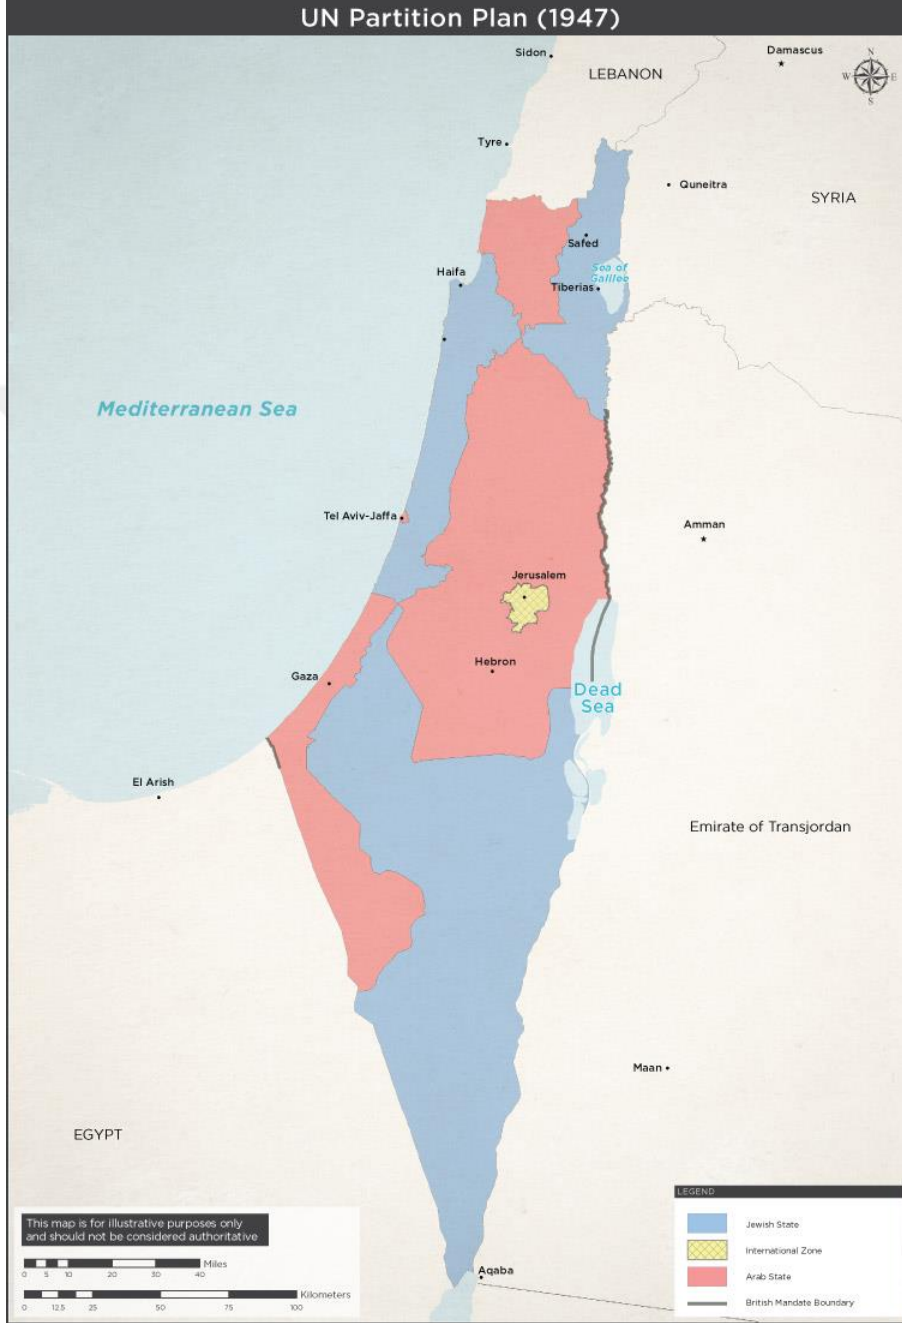 UN Partition Plan (1947)
Sidon
Damascus
LEBANON
N
W
E
S
Tyre
Quneitra
SYRIA
Safed
Haifa
Sea of
Galilee
Tiberias
Mediterranean Sea
Tel Aviv-Jaffa
Amman
Jerusalem
Hebron
Gaza
Dead
Sea
El Arish
Emirate of Transjordan
Maan
EGYPT
LEGEND
Jewish State
International Zone
Arab State
British Mandate Boundary
This map is for illustrative purposes only
and should not be considered authoritative
Miles
0 5 10 20 30 40
Kilometers
0 12.5 25 50 75 100
Aqaba